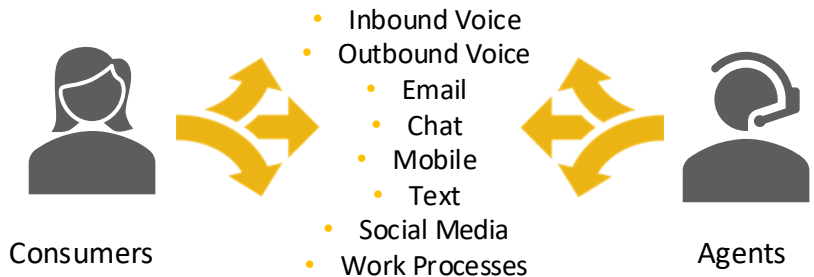 • Inbound Voice
• Outbound Voice
• Email
• Chat
• Mobile
• Text
• Social Media
• Work Processes
Consumers
Agents